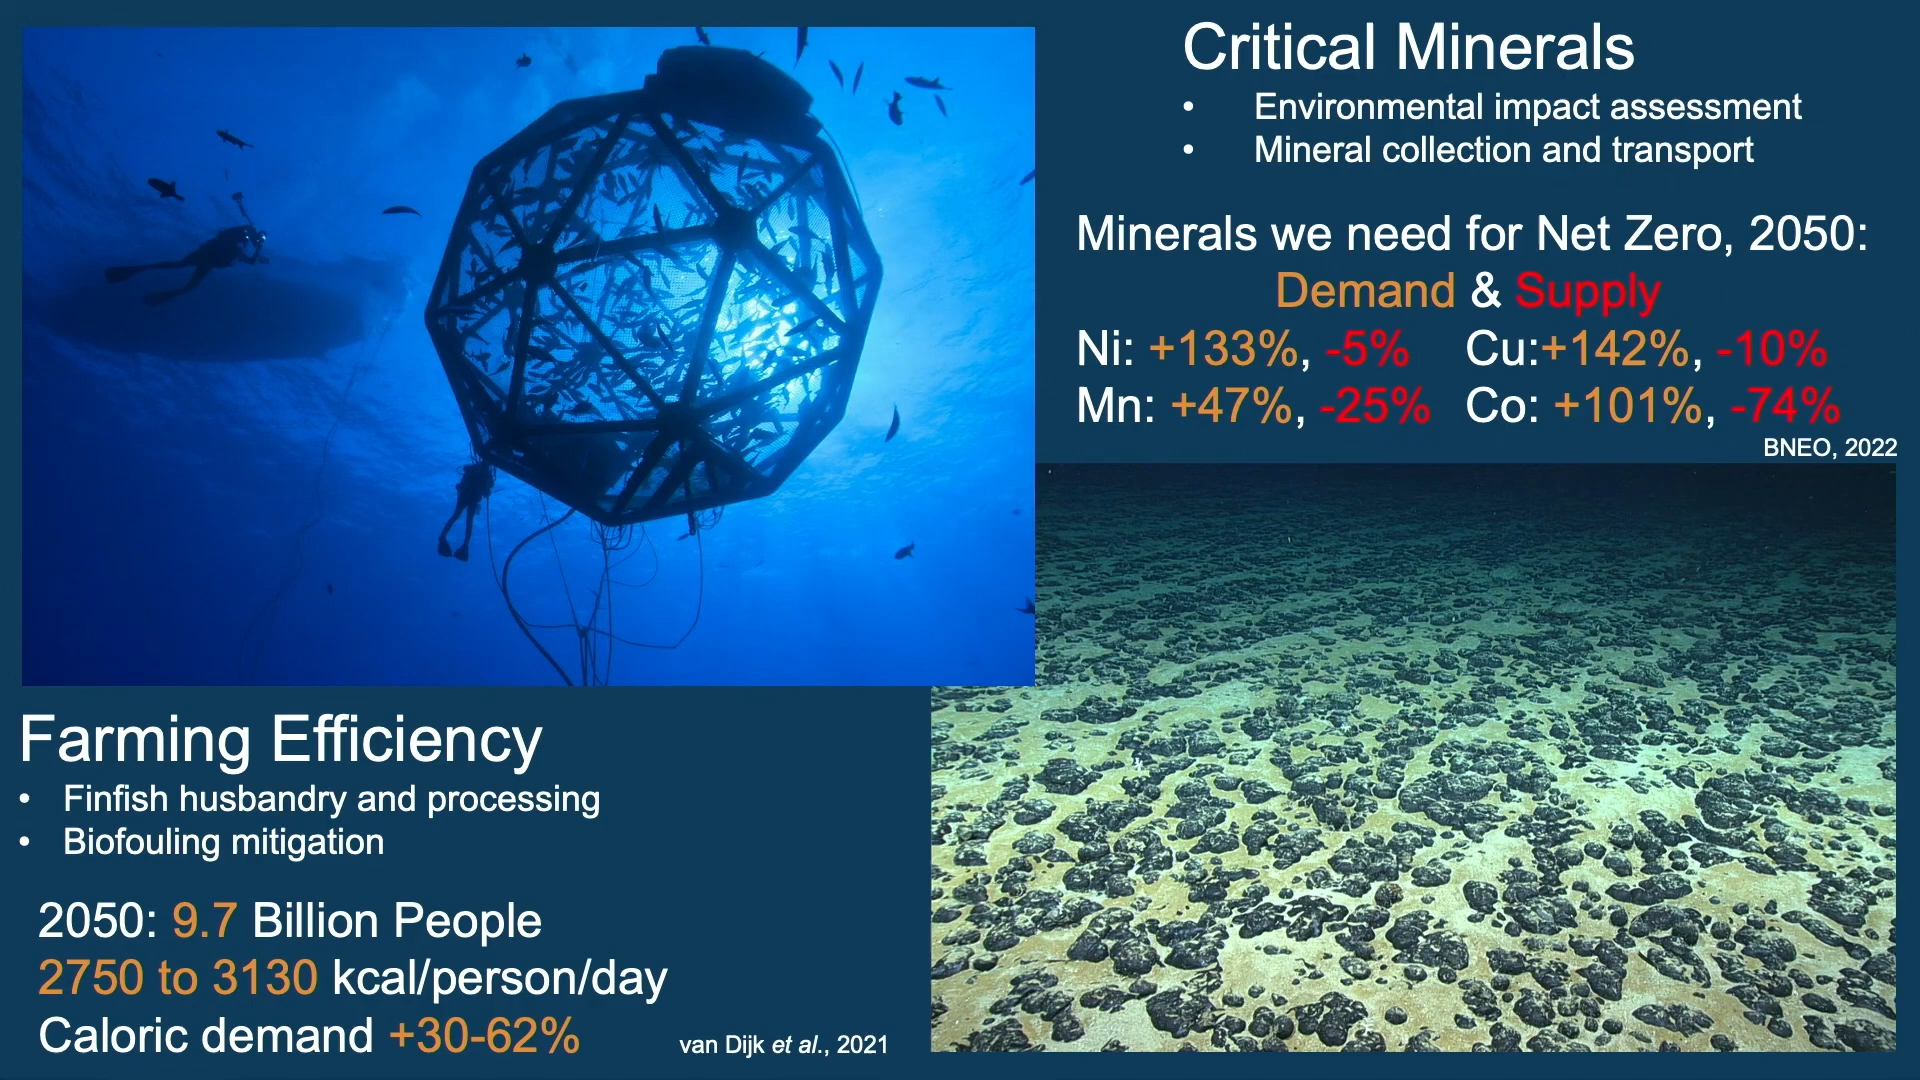 Critical Minerals
• Environmental impact assessment
• Mineral collection and transport
Minerals we need for Net Zero, 2050:
Demand & Supply
Ni: +133%, -5% Cu:+142%, -10%
Mn: +47%, -25% Co: +101%, -74%
BNEO, 2022
Farming Efficiency
• Finfish husbandry and processing
• Biofouling mitigation
2050: 9.7 Billion People
2750 to 3130 kcal/person/day
Caloric demand +30-62%
van Dijk et al., 2021